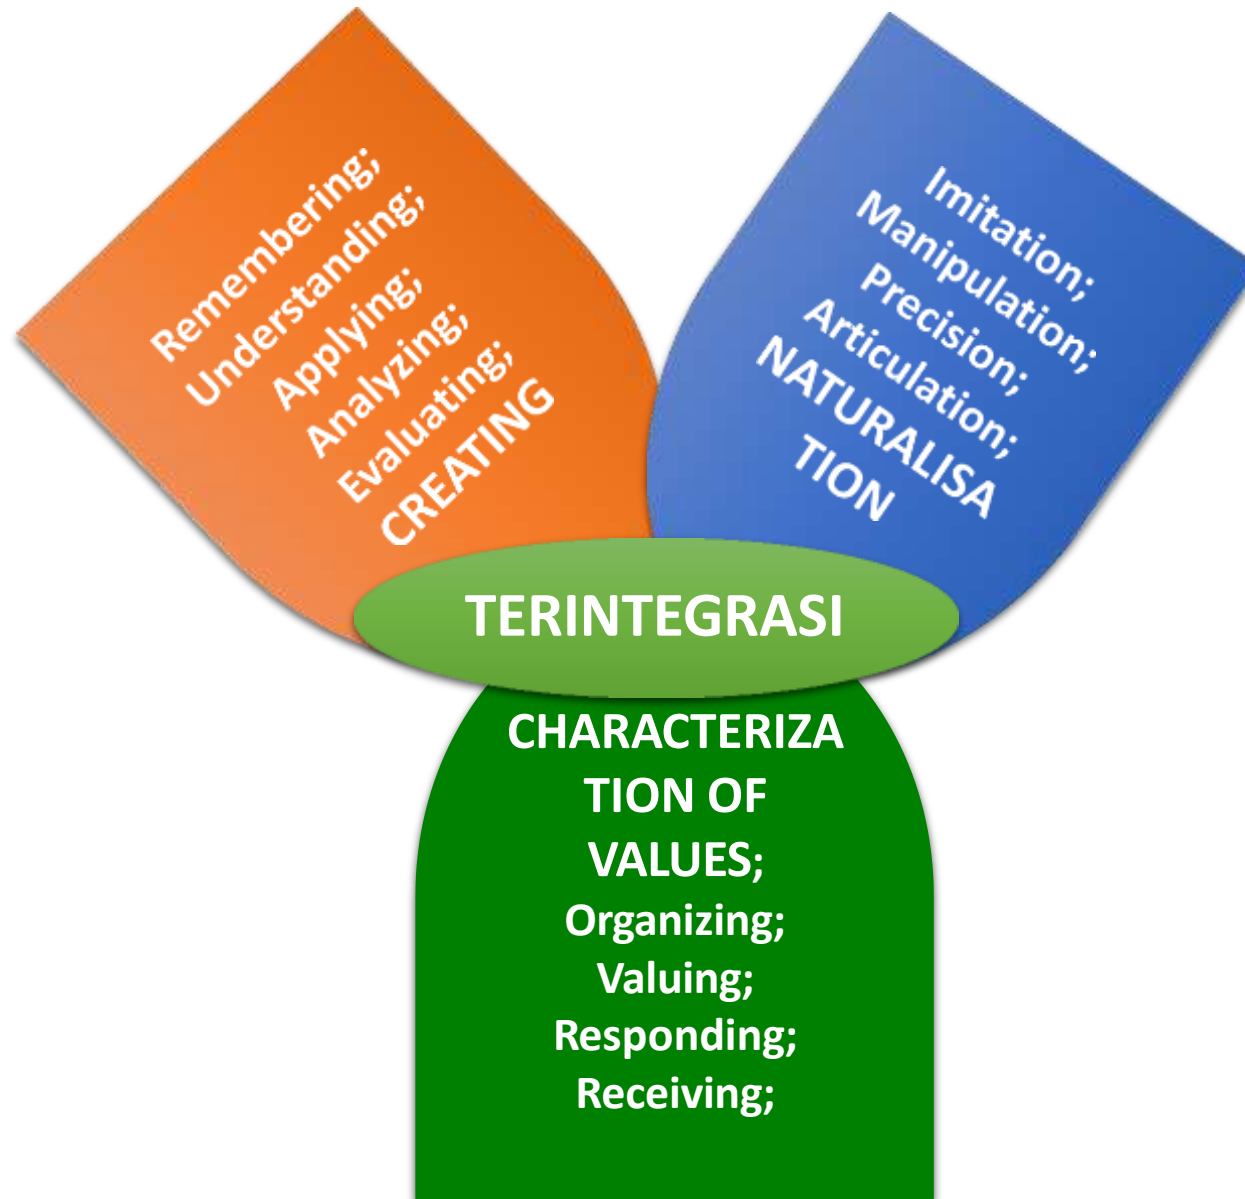 Remembering;
Understanding;
Applying;
Analyzing;
Evaluating;
CREATING
Imitation;
Manipulation;
Precision;
Articulation;
NATURALISA
TION
TERINTEGRASI
CHARACTERIZA
TION OF
VALUES;
Organizing;
Valuing;
Responding;
Receiving;